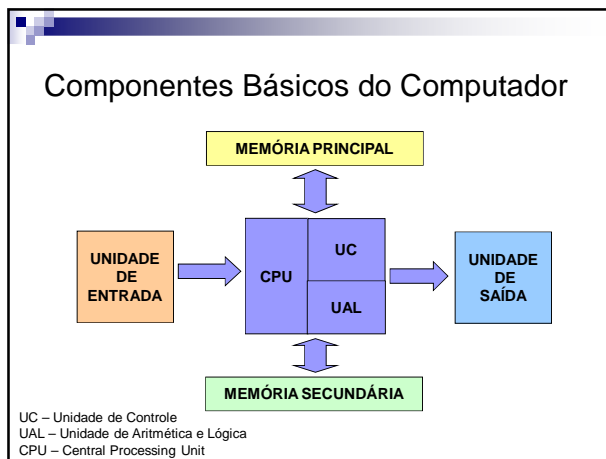 Componentes Básicos do Computador
MEMÓRIA PRINCIPAL
UNIDADE
DE
ENTRADA
CPU
UC
UAL
UNIDADE
DE
SAÍDA
MEMÓRIA SECUNDÁRIA
UC – Unidade de Controle
UAL – Unidade de Aritmética e Lógica
CPU – Central Processing Unit